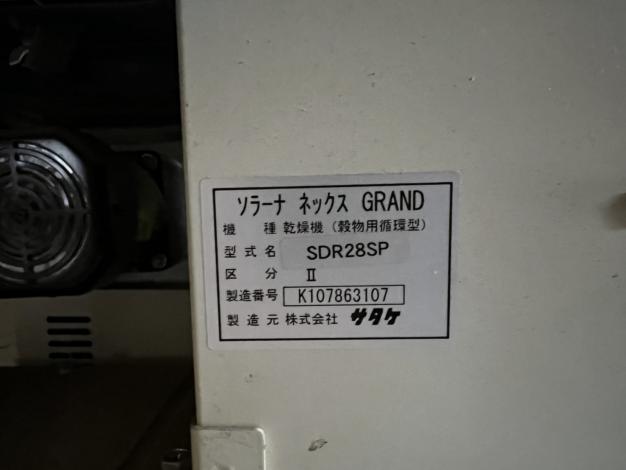 ソラーナ ネックス GRAND
機種 乾燥機（穀物用循環型）
型式名 SDR28SP
区分 Ⅱ
製造番号 K107863107
製造元 株式会社 サタケ